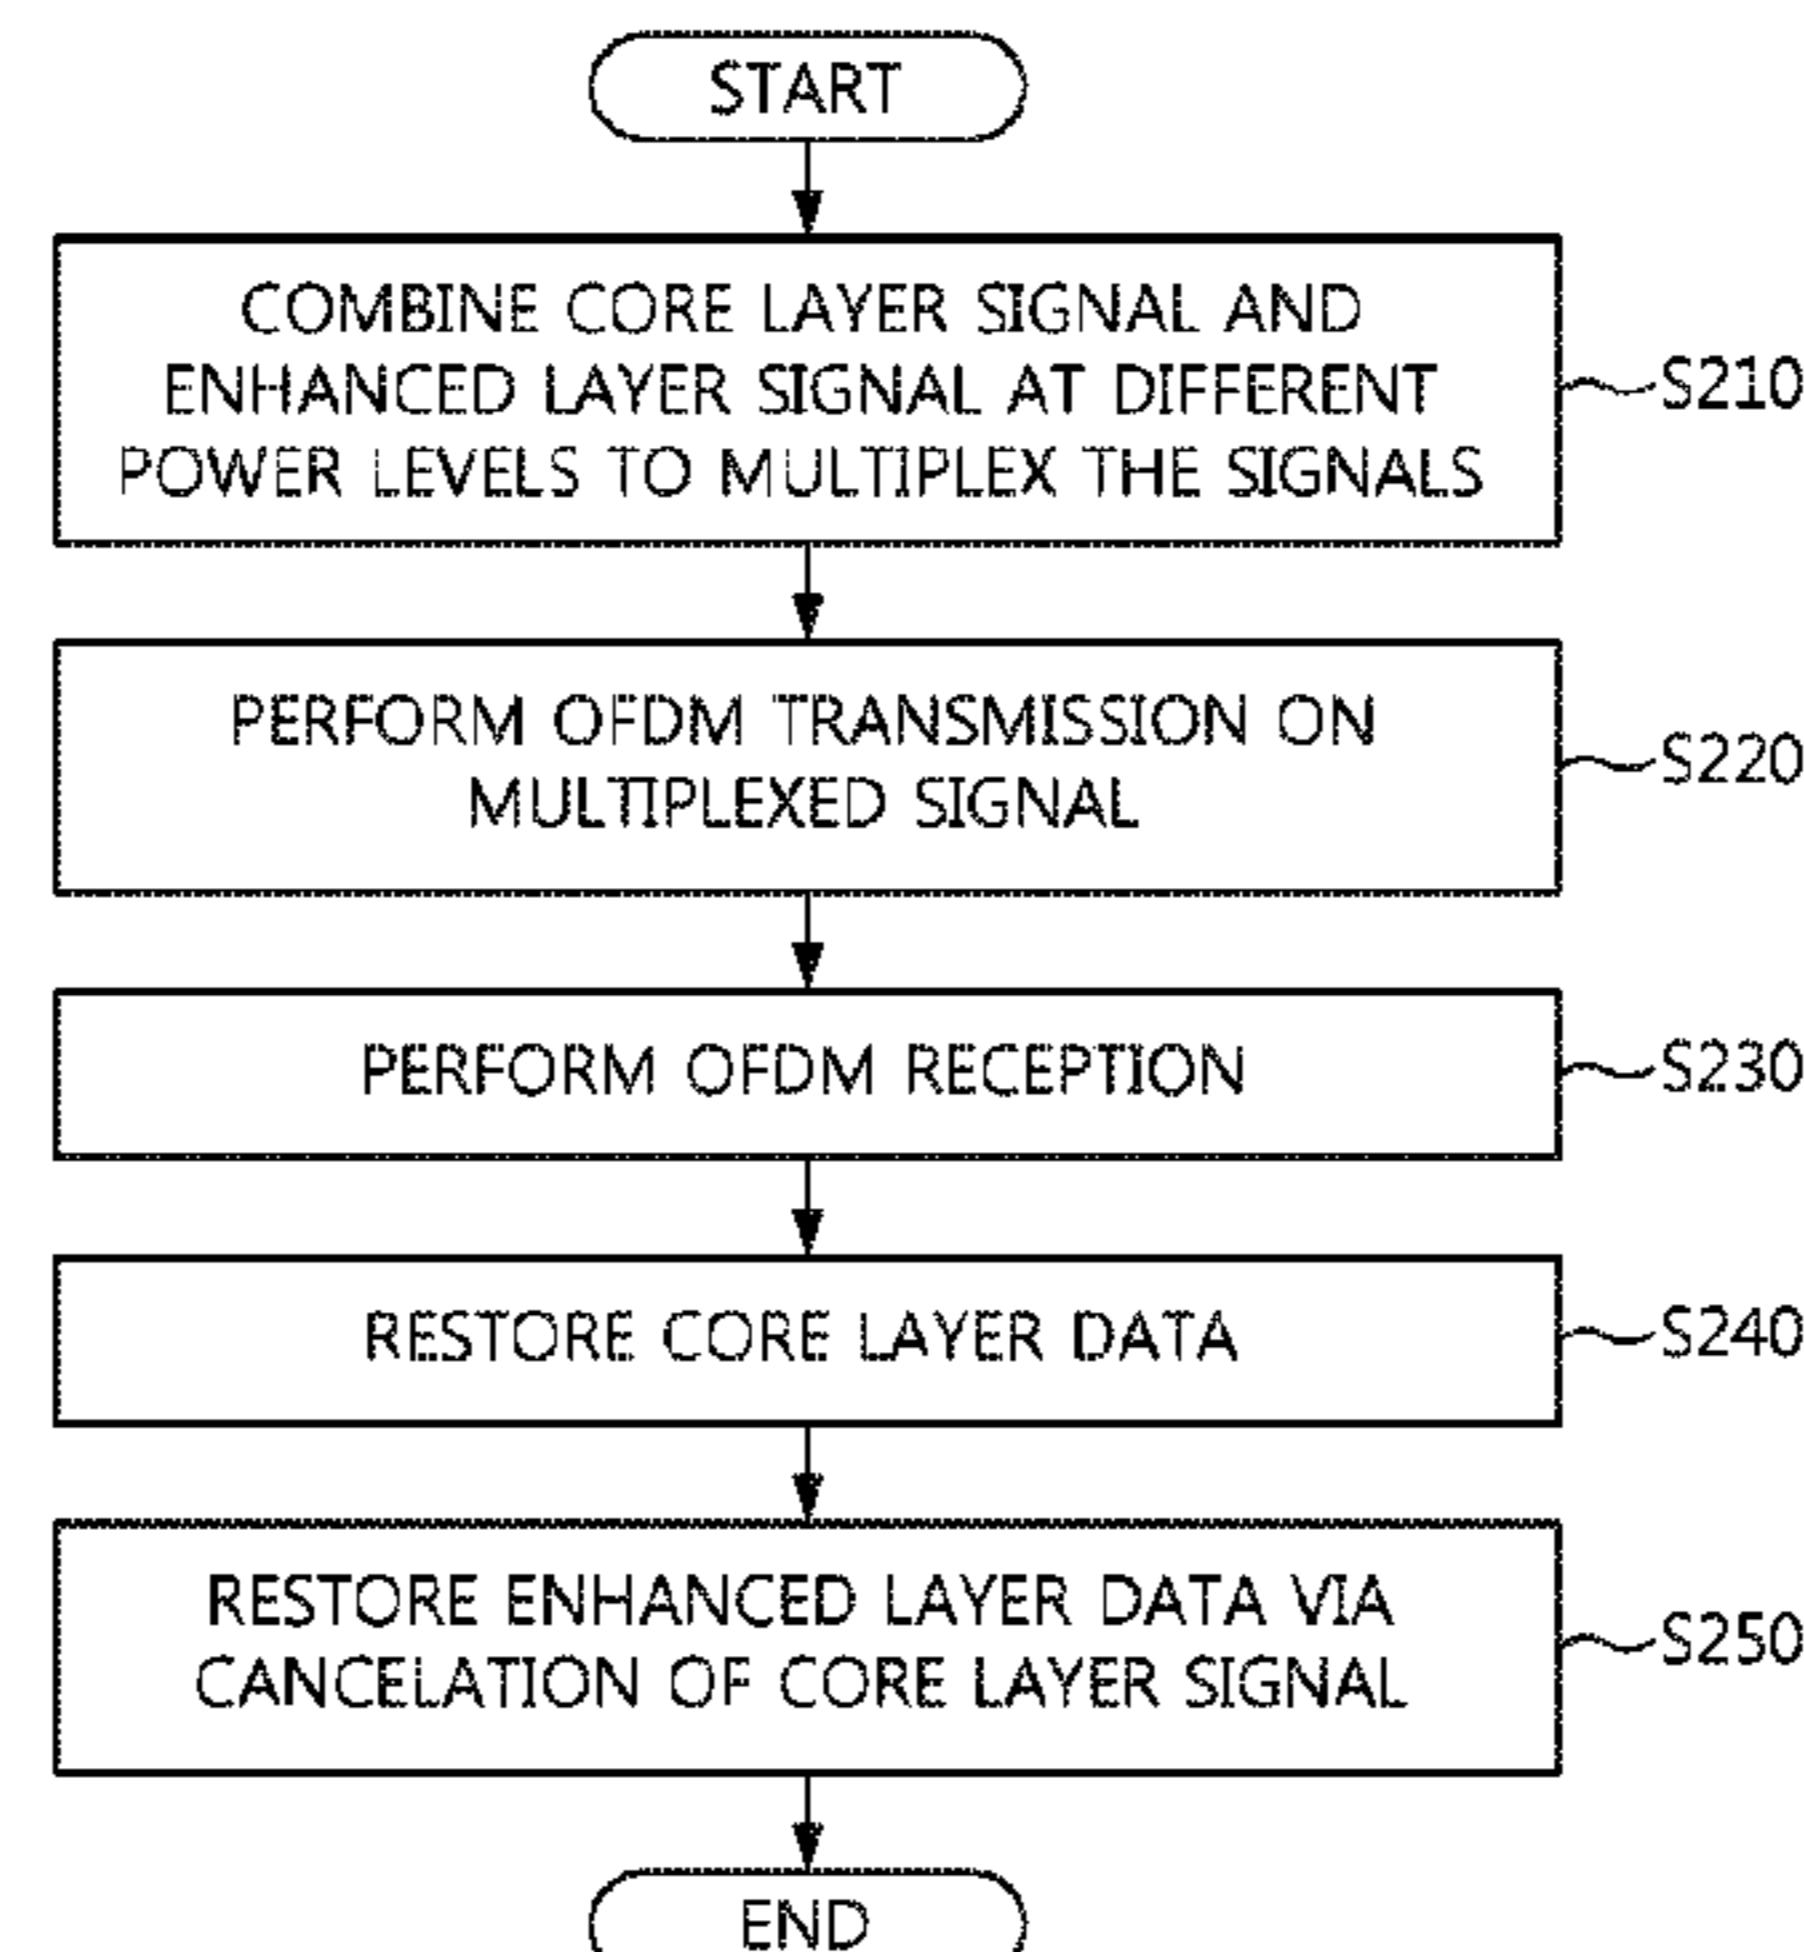 START
COMBINE CORE LAYER SIGNAL AND
ENHANCED LAYER SIGNAL AT DIFFERENT
POWER LEVELS TO MULTIPLEX THE SIGNALS
S210
PERFORM OFDM TRANSMISSION ON
MULTIPLEXED SIGNAL
S220
PERFORM OFDM RECEPTION
S230
RESTORE CORE LAYER DATA
S240
RESTORE ENHANCED LAYER DATA VIA
CANCELATION OF CORE LAYER SIGNAL
S250
END